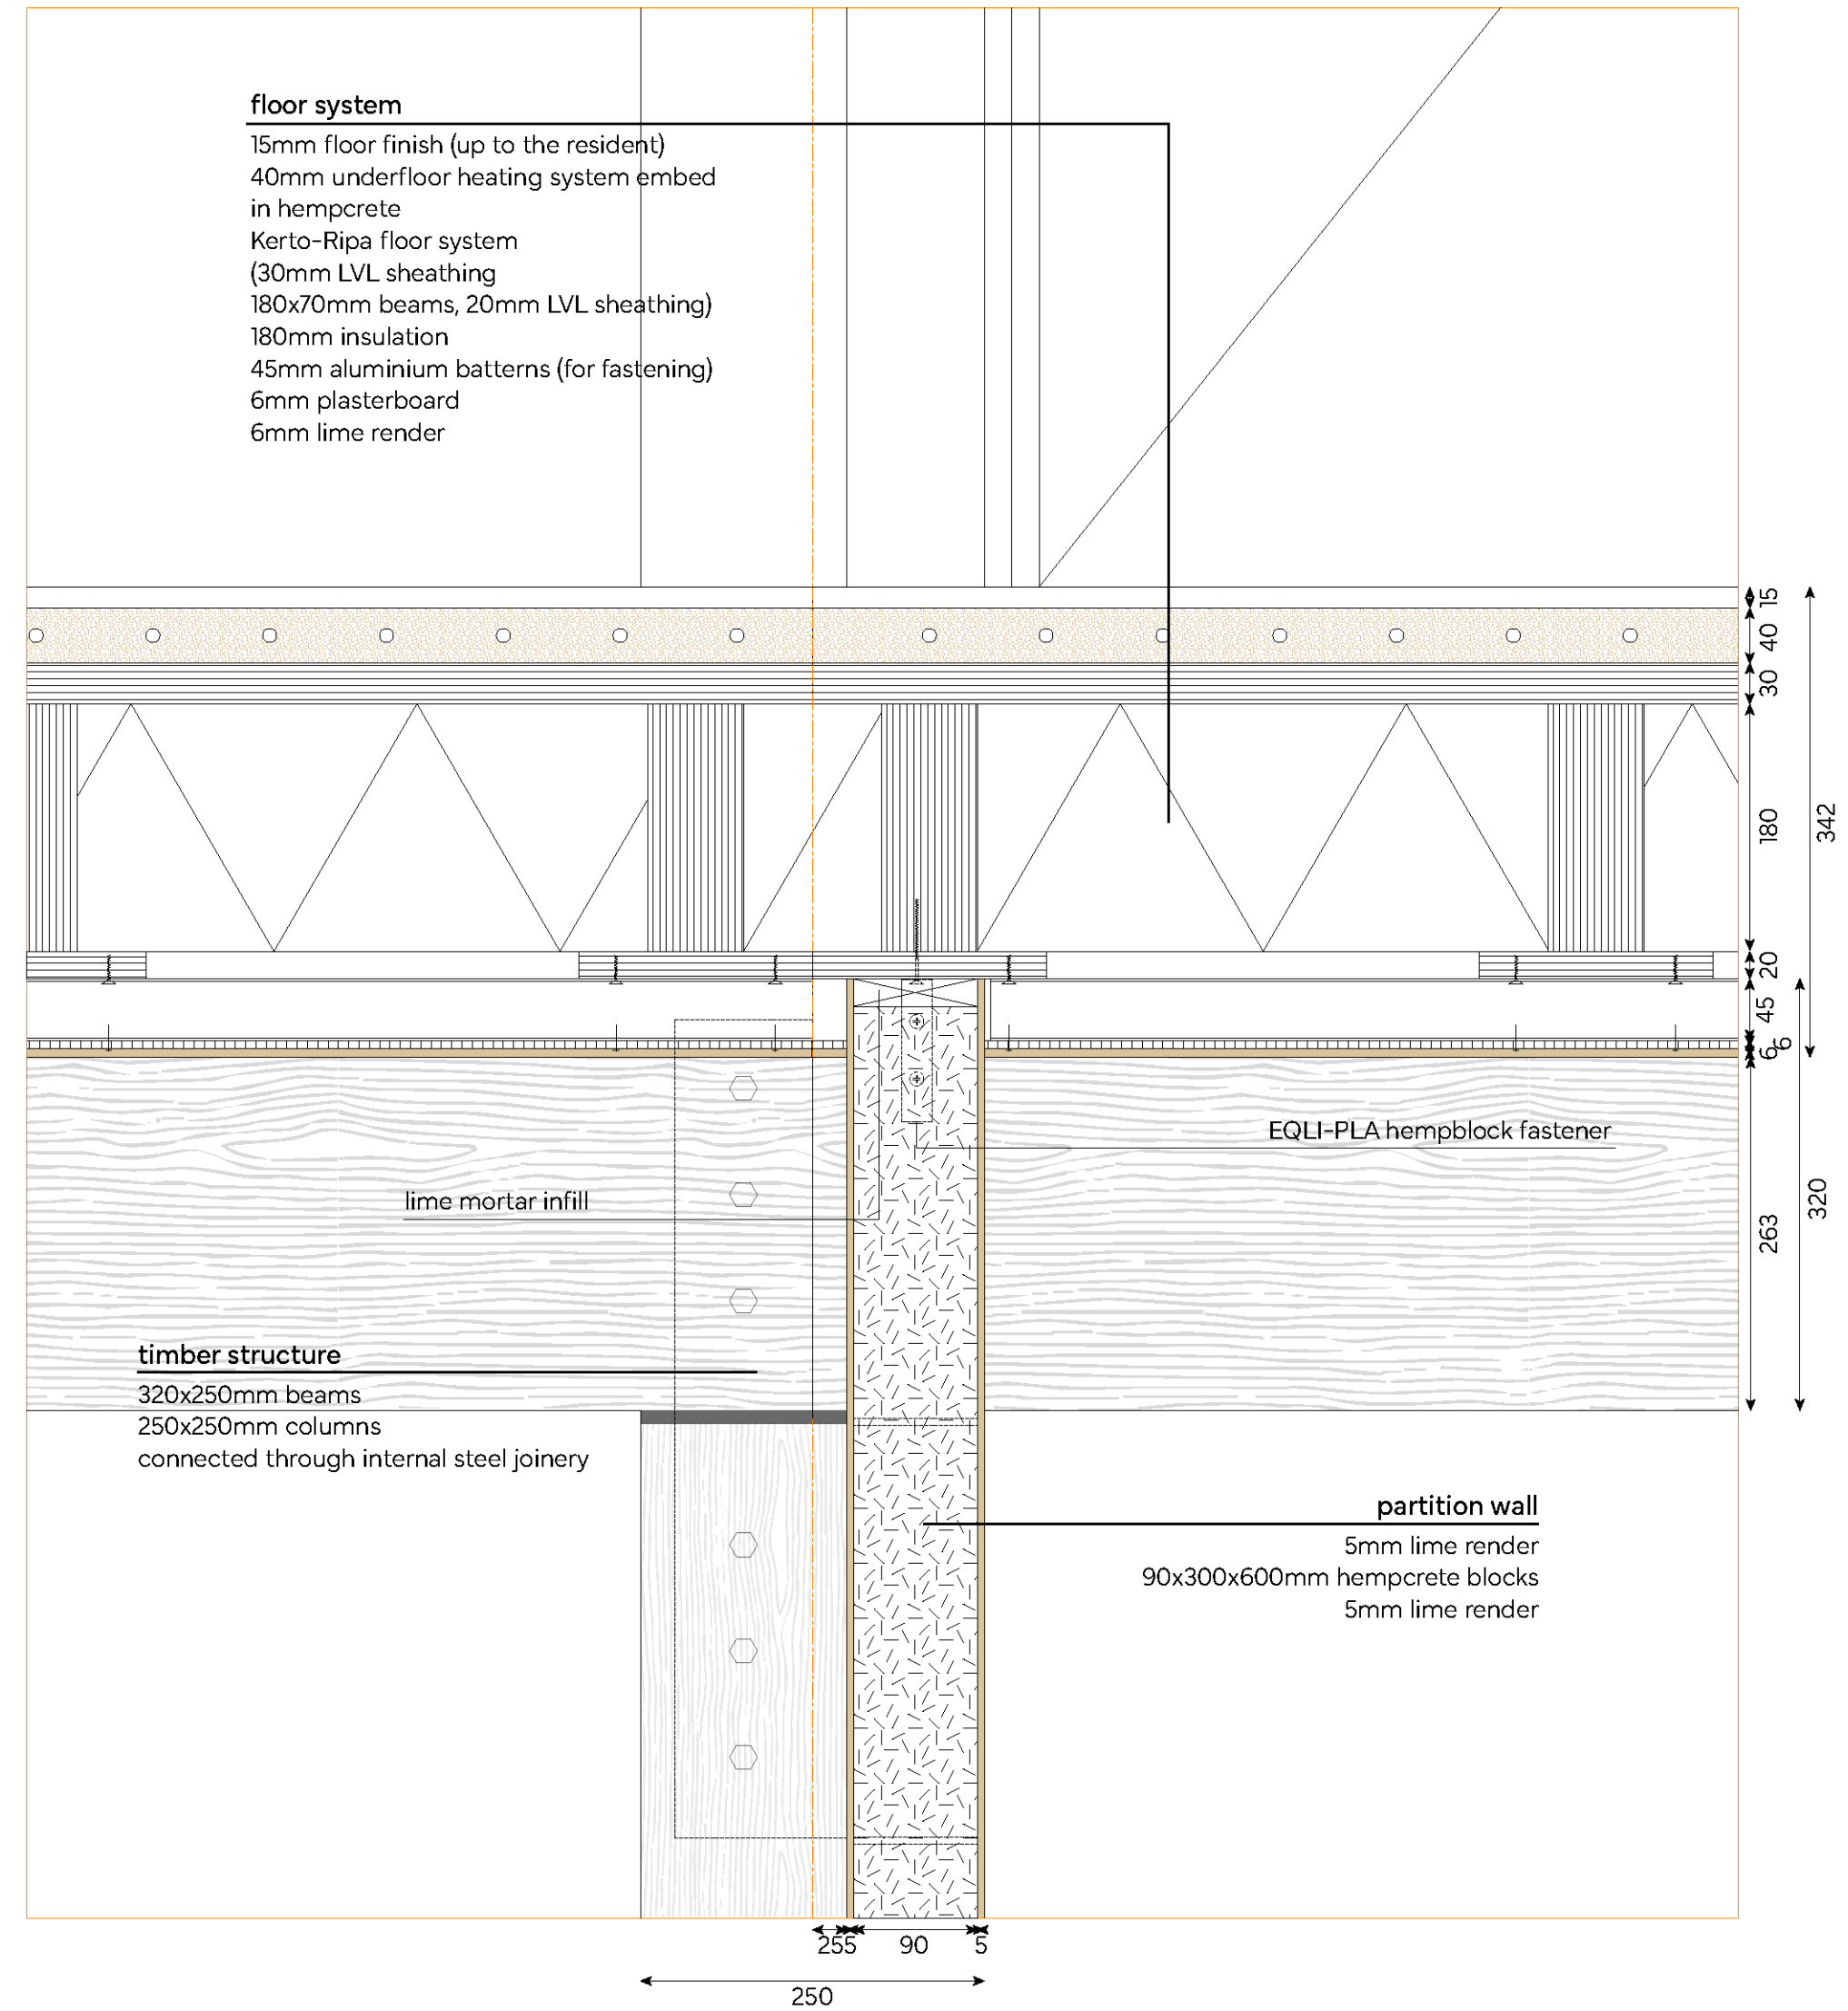 floor system
15mm floor finish (up to the resident)
40mm underfloor heating system embed
in hempcrete
Kerto-Ripa floor system
(30mm LVL sheathing
180x70mm beams, 20mm LVL sheathing)
180mm insulation
45mm aluminium batterns (for fastening)
6mm plasterboard
6mm lime render
15
40
30
180
342
20
45
6
6
EQLI-PLA hempblock fastener
lime mortar infill
320
263
timber structure
320x250mm beams
250x250mm columns
connected through internal steel joinery
partition wall
5mm lime render
90x300x600mm hempcrete blocks
5mm lime render
25 5 90 5
250